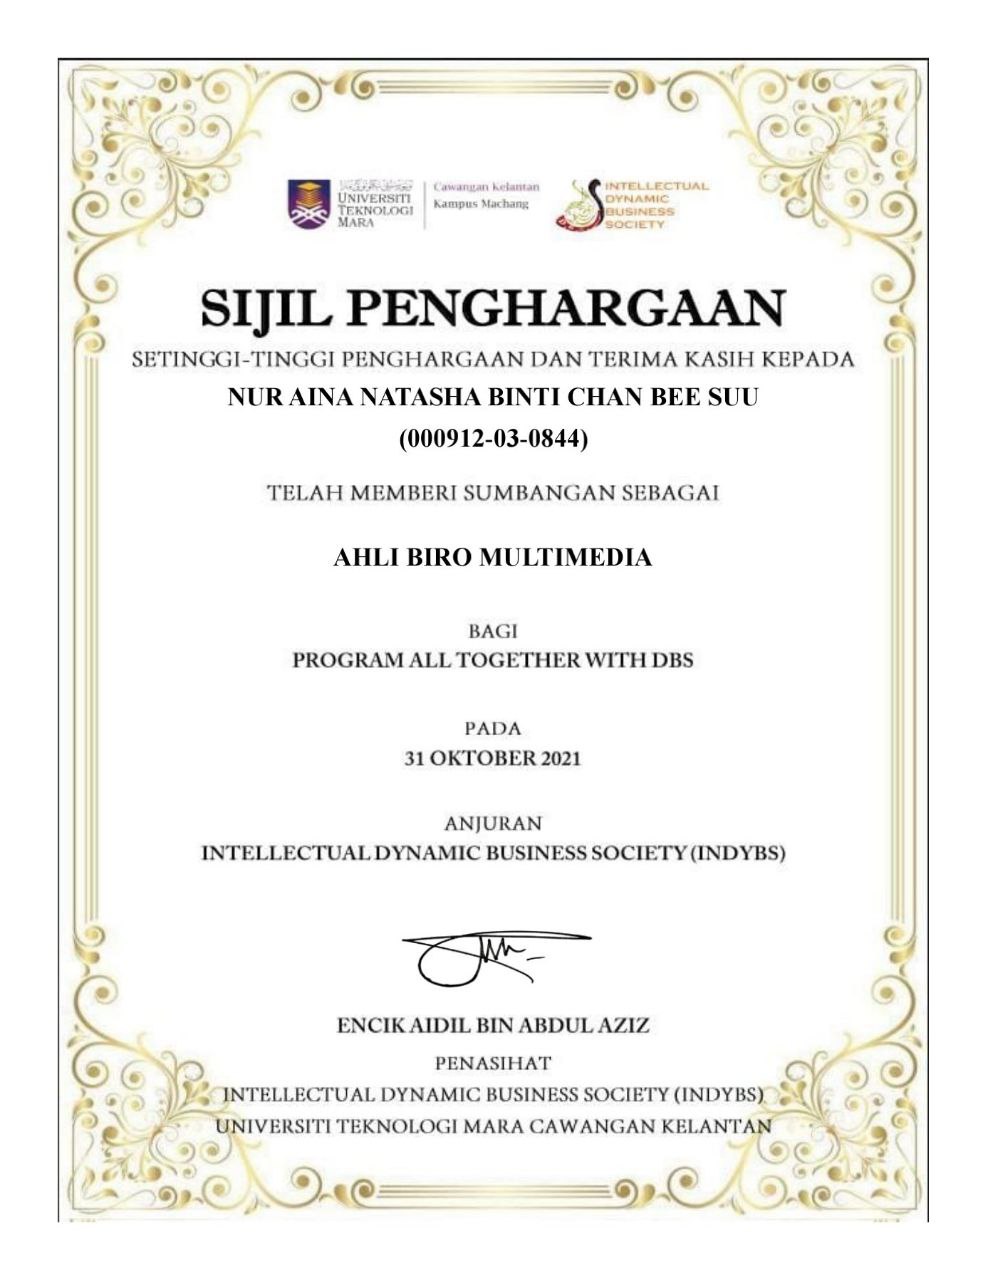 UNIVERSITI
TEKNOLOGI
MARA
Cawangan Kelantan
Kampus Machang
INTELLECTUAL
DYNAMIC
BUSINESS
SOCIETY
SIJIL PENGHARGAAN
SETINGGI-TINGGI PENGHARGAAN DAN TERIMA KASIH KEPADA
NUR AINA NATASHA BINTI CHAN BEE SUU
(000912-03-0844)
TELAH MEMBERI SUMBANGAN SEBAGAI
AHLI BIRO MULTIMEDIA
BAGI
PROGRAM ALL TOGETHER WITH DBS
PADA
31 OKTOBER 2021
ANJURAN
INTELLECTUAL DYNAMIC BUSINESS SOCIETY (INDYBS)
ENCIK AIDIL BIN ABDUL AZIZ
PENASIHAT
INTELLECTUAL DYNAMIC BUSINESS SOCIETY (INDYBS)
UNIVERSITI TEKNOLOGI MARA CAWANGAN KELANTAN